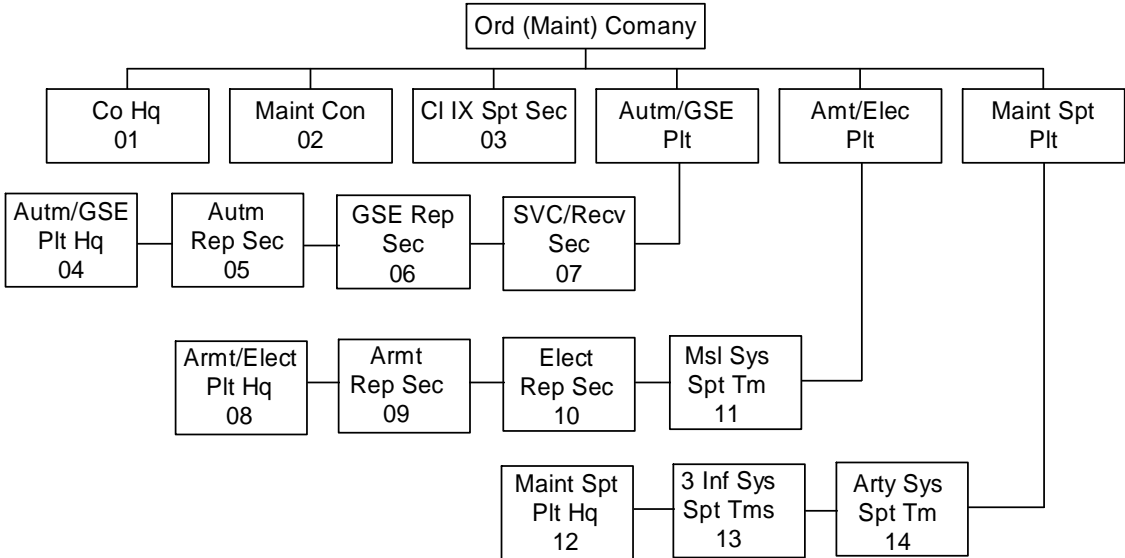 Ord (Maint) Comany
Co Hq
01
Maint Con
02
Cl IX Spt Sec
03
Autm/GSE
Plt
Amt/Elec
Plt
Maint Spt
Plt
Autm/GSE
Plt Hq
04
Autm
Rep Sec
05
GSE Rep
Sec
06
SVC/Recv
Sec
07
Armt/Elect
Plt Hq
08
Armt
Rep Sec
09
Elect
Rep Sec
10
Msl Sys
Spt Tm
11
Maint Spt
Plt Hq
12
3 Inf Sys
Spt Tms
13
Arty Sys
Spt Tm
14